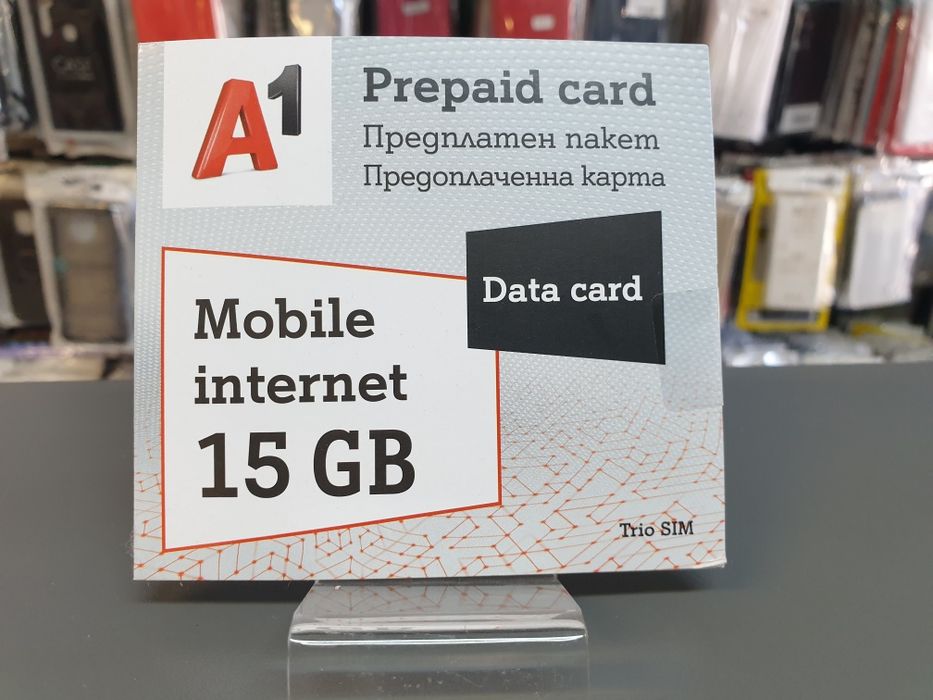 A1
Prepaid card
Предплатен пакет
Предоплаченна карта
Data card
Mobile
internet
15 GB
Trio SIM